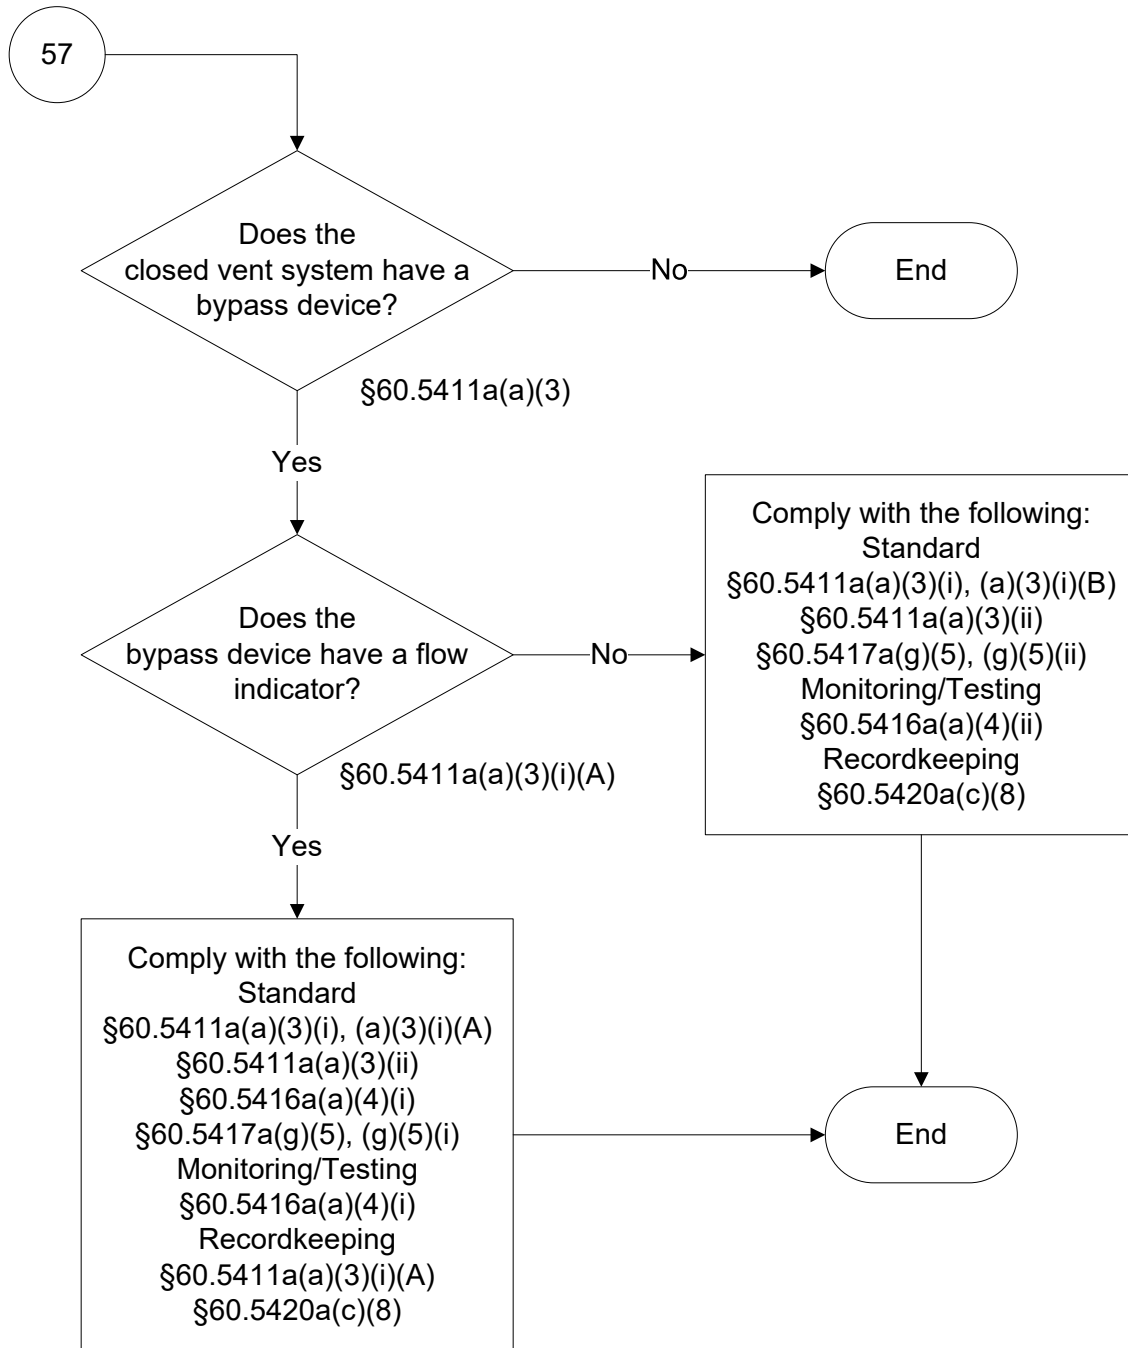 57
Does the
closed vent system have a
bypass device?
No
End
§60.5411a(a)(3)
Yes
Does the
bypass device have a flow
indicator?
No
§60.5411a(a)(3)(i)(A)
Comply with the following:
Standard
§60.5411a(a)(3)(i), (a)(3)(i)(B)
§60.5411a(a)(3)(ii)
§60.5417a(g)(5), (g)(5)(ii)
Monitoring/Testing
§60.5416a(a)(4)(ii)
Recordkeeping
§60.5420a(c)(8)
Yes
Comply with the following:
Standard
§60.5411a(a)(3)(i), (a)(3)(i)(A)
§60.5411a(a)(3)(ii)
§60.5416a(a)(4)(i)
§60.5417a(g)(5), (g)(5)(i)
Monitoring/Testing
§60.5416a(a)(4)(i)
Recordkeeping
§60.5411a(a)(3)(i)(A)
§60.5420a(c)(8)
End